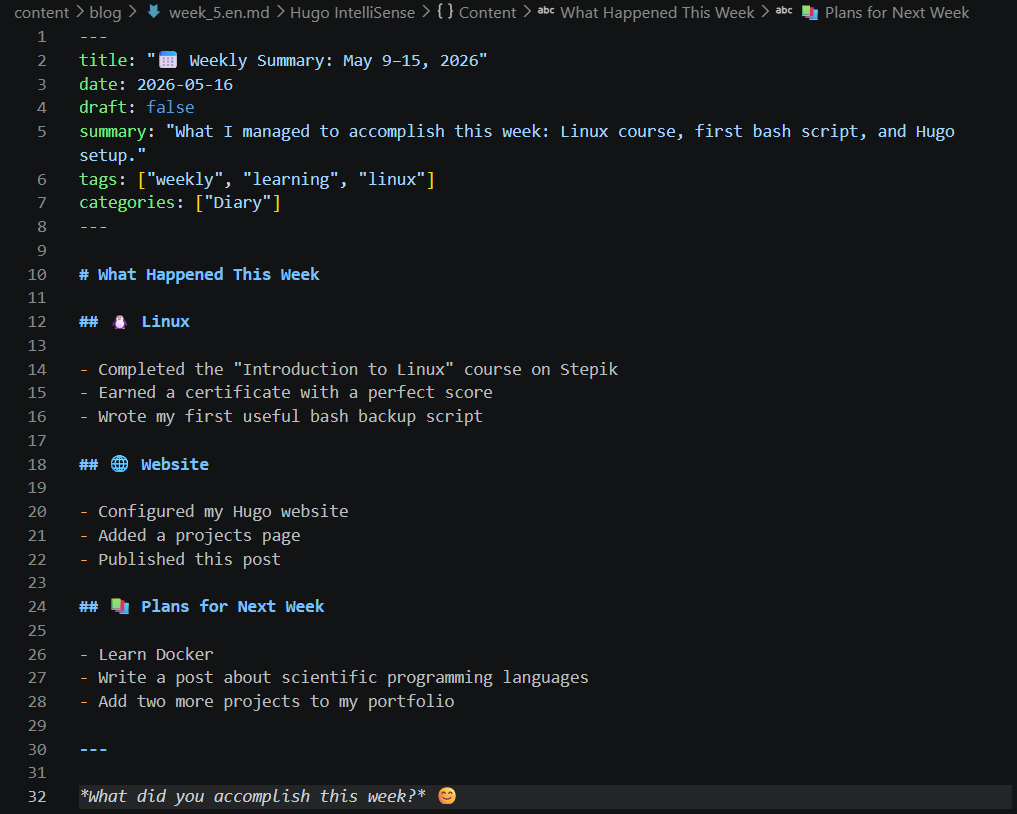 content > blog > week_5.en.md > Hugo IntelliSense > {} Content > abc What Happened This Week > abc 📚 Plans for Next Week
1 ---
2 title: "📅 Weekly Summary: May 9–15, 2026"
3 date: 2026-05-16
4 draft: false
5 summary: "What I managed to accomplish this week: Linux course, first bash script, and Hugo
setup."
6 tags: ["weekly", "learning", "linux"]
7 categories: ["Diary"]
8 ---
9
10 # What Happened This Week
11
12 ## 🐧 Linux
13
14 - Completed the "Introduction to Linux" course on Stepik
15 - Earned a certificate with a perfect score
16 - Wrote my first useful bash backup script
17
18 ## 🌐 Website
19
20 - Configured my Hugo website
21 - Added a projects page
22 - Published this post
23
24 ## 📚 Plans for Next Week
25
26 - Learn Docker
27 - Write a post about scientific programming languages
28 - Add two more projects to my portfolio
29
30 ---
31
32 *What did you accomplish this week?* 😊